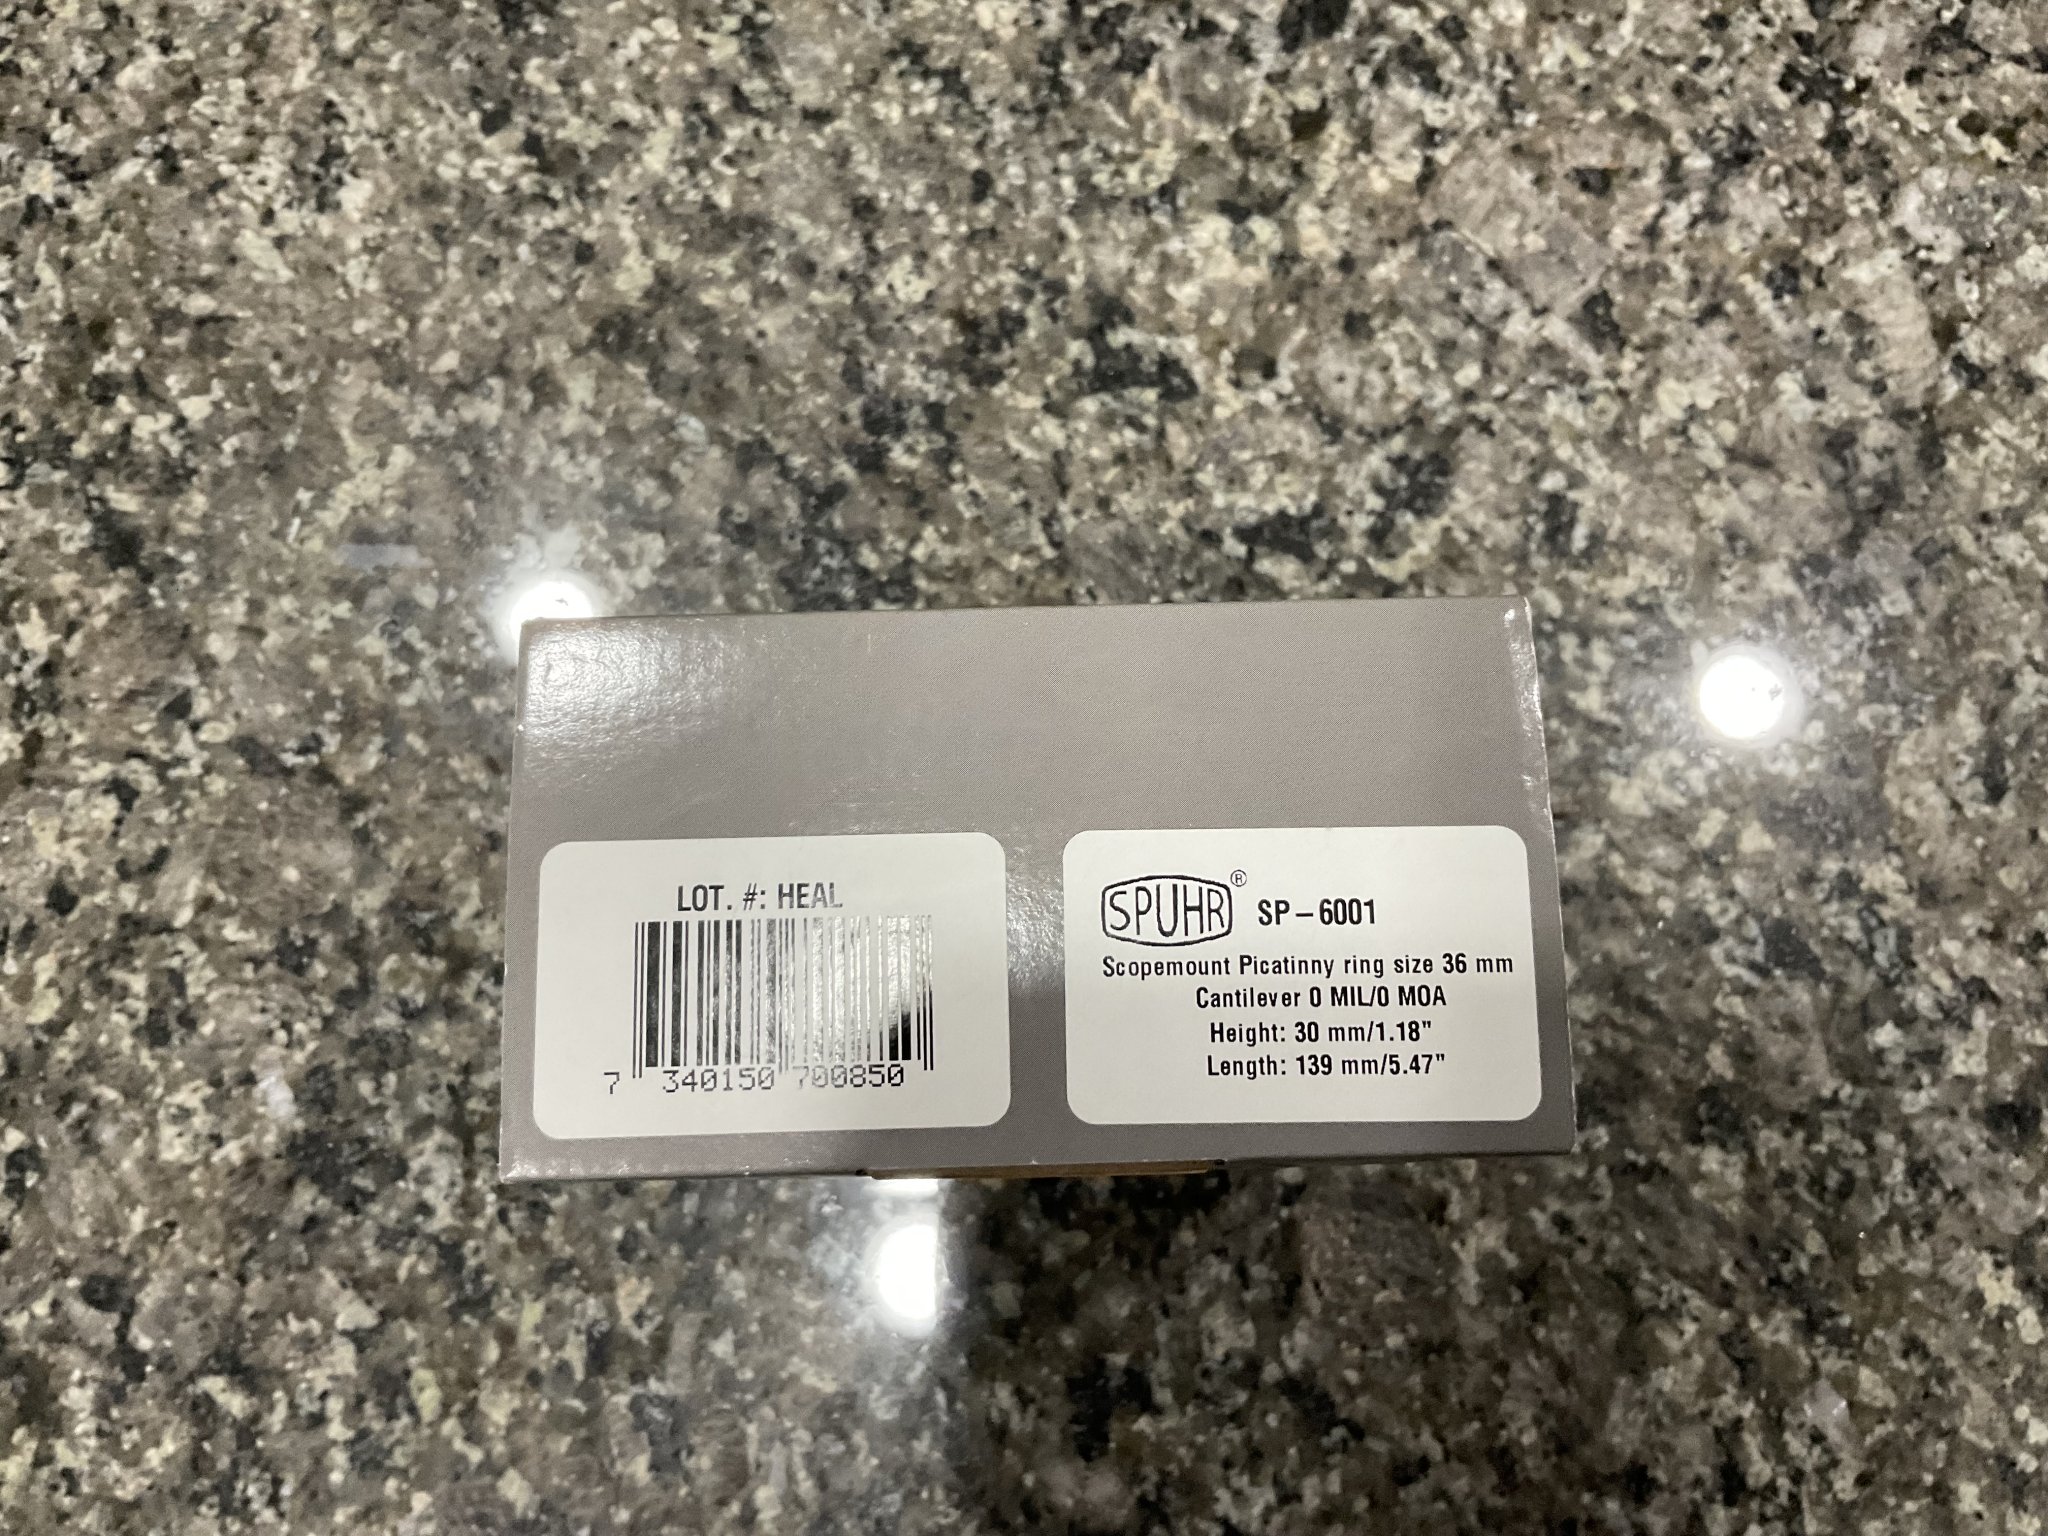 LOT. #: HEAL
7 340150 700850
SPUHR® SP-6001
Scopemount Picatinny ring size 36 mm
Cantilever 0 MIL/0 MOA
Height: 30 mm/1.18"
Length: 139 mm/5.47"